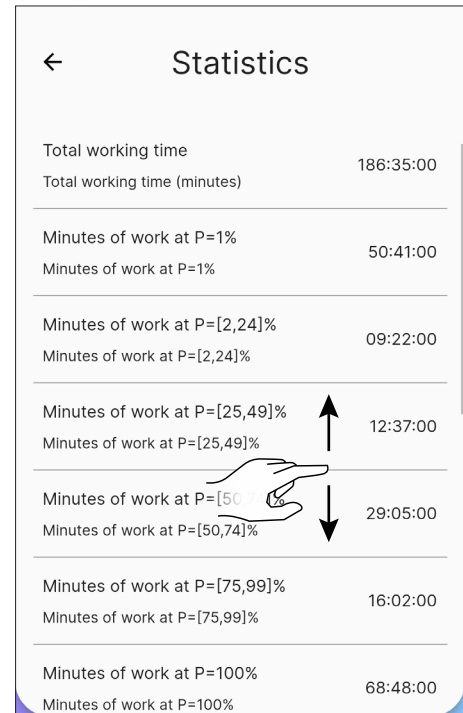 Statistics
Total working time
186:35:00
Total working time (minutes)
Minutes of work at P=1%
50:41:00
Minutes of work at P=1%
Minutes of work at P=[2,24]%
09:22:00
Minutes of work at P=[2,24]%
Minutes of work at P=[25,49]%
12:37:00
Minutes of work at P=[25,49]%
Minutes of work at P=[50,74]%
29:05:00
Minutes of work at P=[50,74]%
Minutes of work at P=[75,99]%
16:02:00
Minutes of work at P=[75,99]%
Minutes of work at P=100%
68:48:00
Minutes of work at P=100%